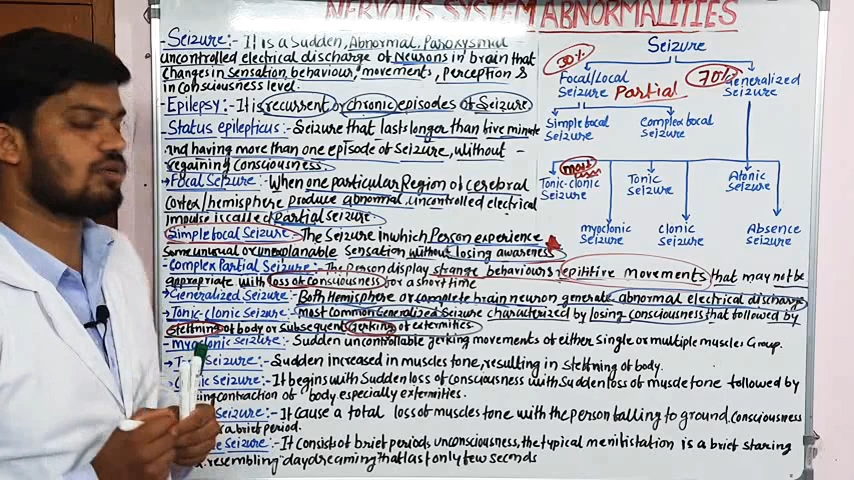 NERVOUS SYSTEM ABNORMALITIES
-Seizure:- It is a Sudden, Abnormal, Paroxysmal
uncontrolled electrical discharge of Neurons in brain that
changes in sensation, behaviour, movements, perception &
in consciousness level.
-Epilepsy:- It is recurrent or chronic episodes of Seizure
Status epilepticus:- Seizure that lasts longer than five minute
and having more than one episode of seizure, without -
regaining consciousness.
→Focal Seizure:- When one particular Region of cerebral
Cortex/hemisphere produce abnormal, uncontrolled electrical
Impulse is called Partial Seizure
Simple focal Seizure:- The Seizure in which Person experience
Some unusual or unexplanable sensation without losing awareness
Complex Partial Seizure:- The person display strange behaviours repititive movements that may not be
appropriate with loss of consciousness for a short time
→Generalized Seizure:- Both Hemisphere or complete brain neuron generate abnormal electrical discharge
→Tonic-clonic Seizure:- most common Generalized Seizure characterized by losing consciousness that followed by
of body or subsequent jerking of extermities
→myoclonic Seizure:- Sudden uncontrollable jerking movements of either single or multiple muscles Group.
Seizure:- Sudden increased in muscles tone, resulting in of body.
Seizure:- It begins with Sudden loss of consciousness with Sudden loss of muscle tone followed by
contraction of body especially extermities.
Seizure:- It cause a total loss of muscles tone with the person falling to ground. Consciousness
r a brief period.
Seizure:- It consists of brief periods unconsciousness, the typical is a brief staring
resembling daydreaming that last only few seconds
Seizure
30%
70%
Focal/Local
Seizure Partial
Generalized
Seizure
Simple focal
Seizure
Complex focal
Seizure
most
Tonic-clonic
Seizure
Tonic
Seizure
Atonic
Seizure
myoclonic
Seizure
clonic
Seizure
Absence
Seizure